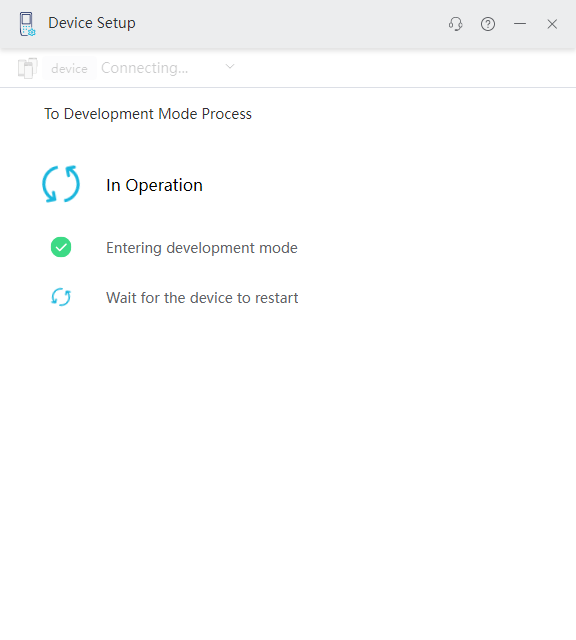 Device Setup
device Connecting...
To Development Mode Process
In Operation
Entering development mode
Wait for the device to restart